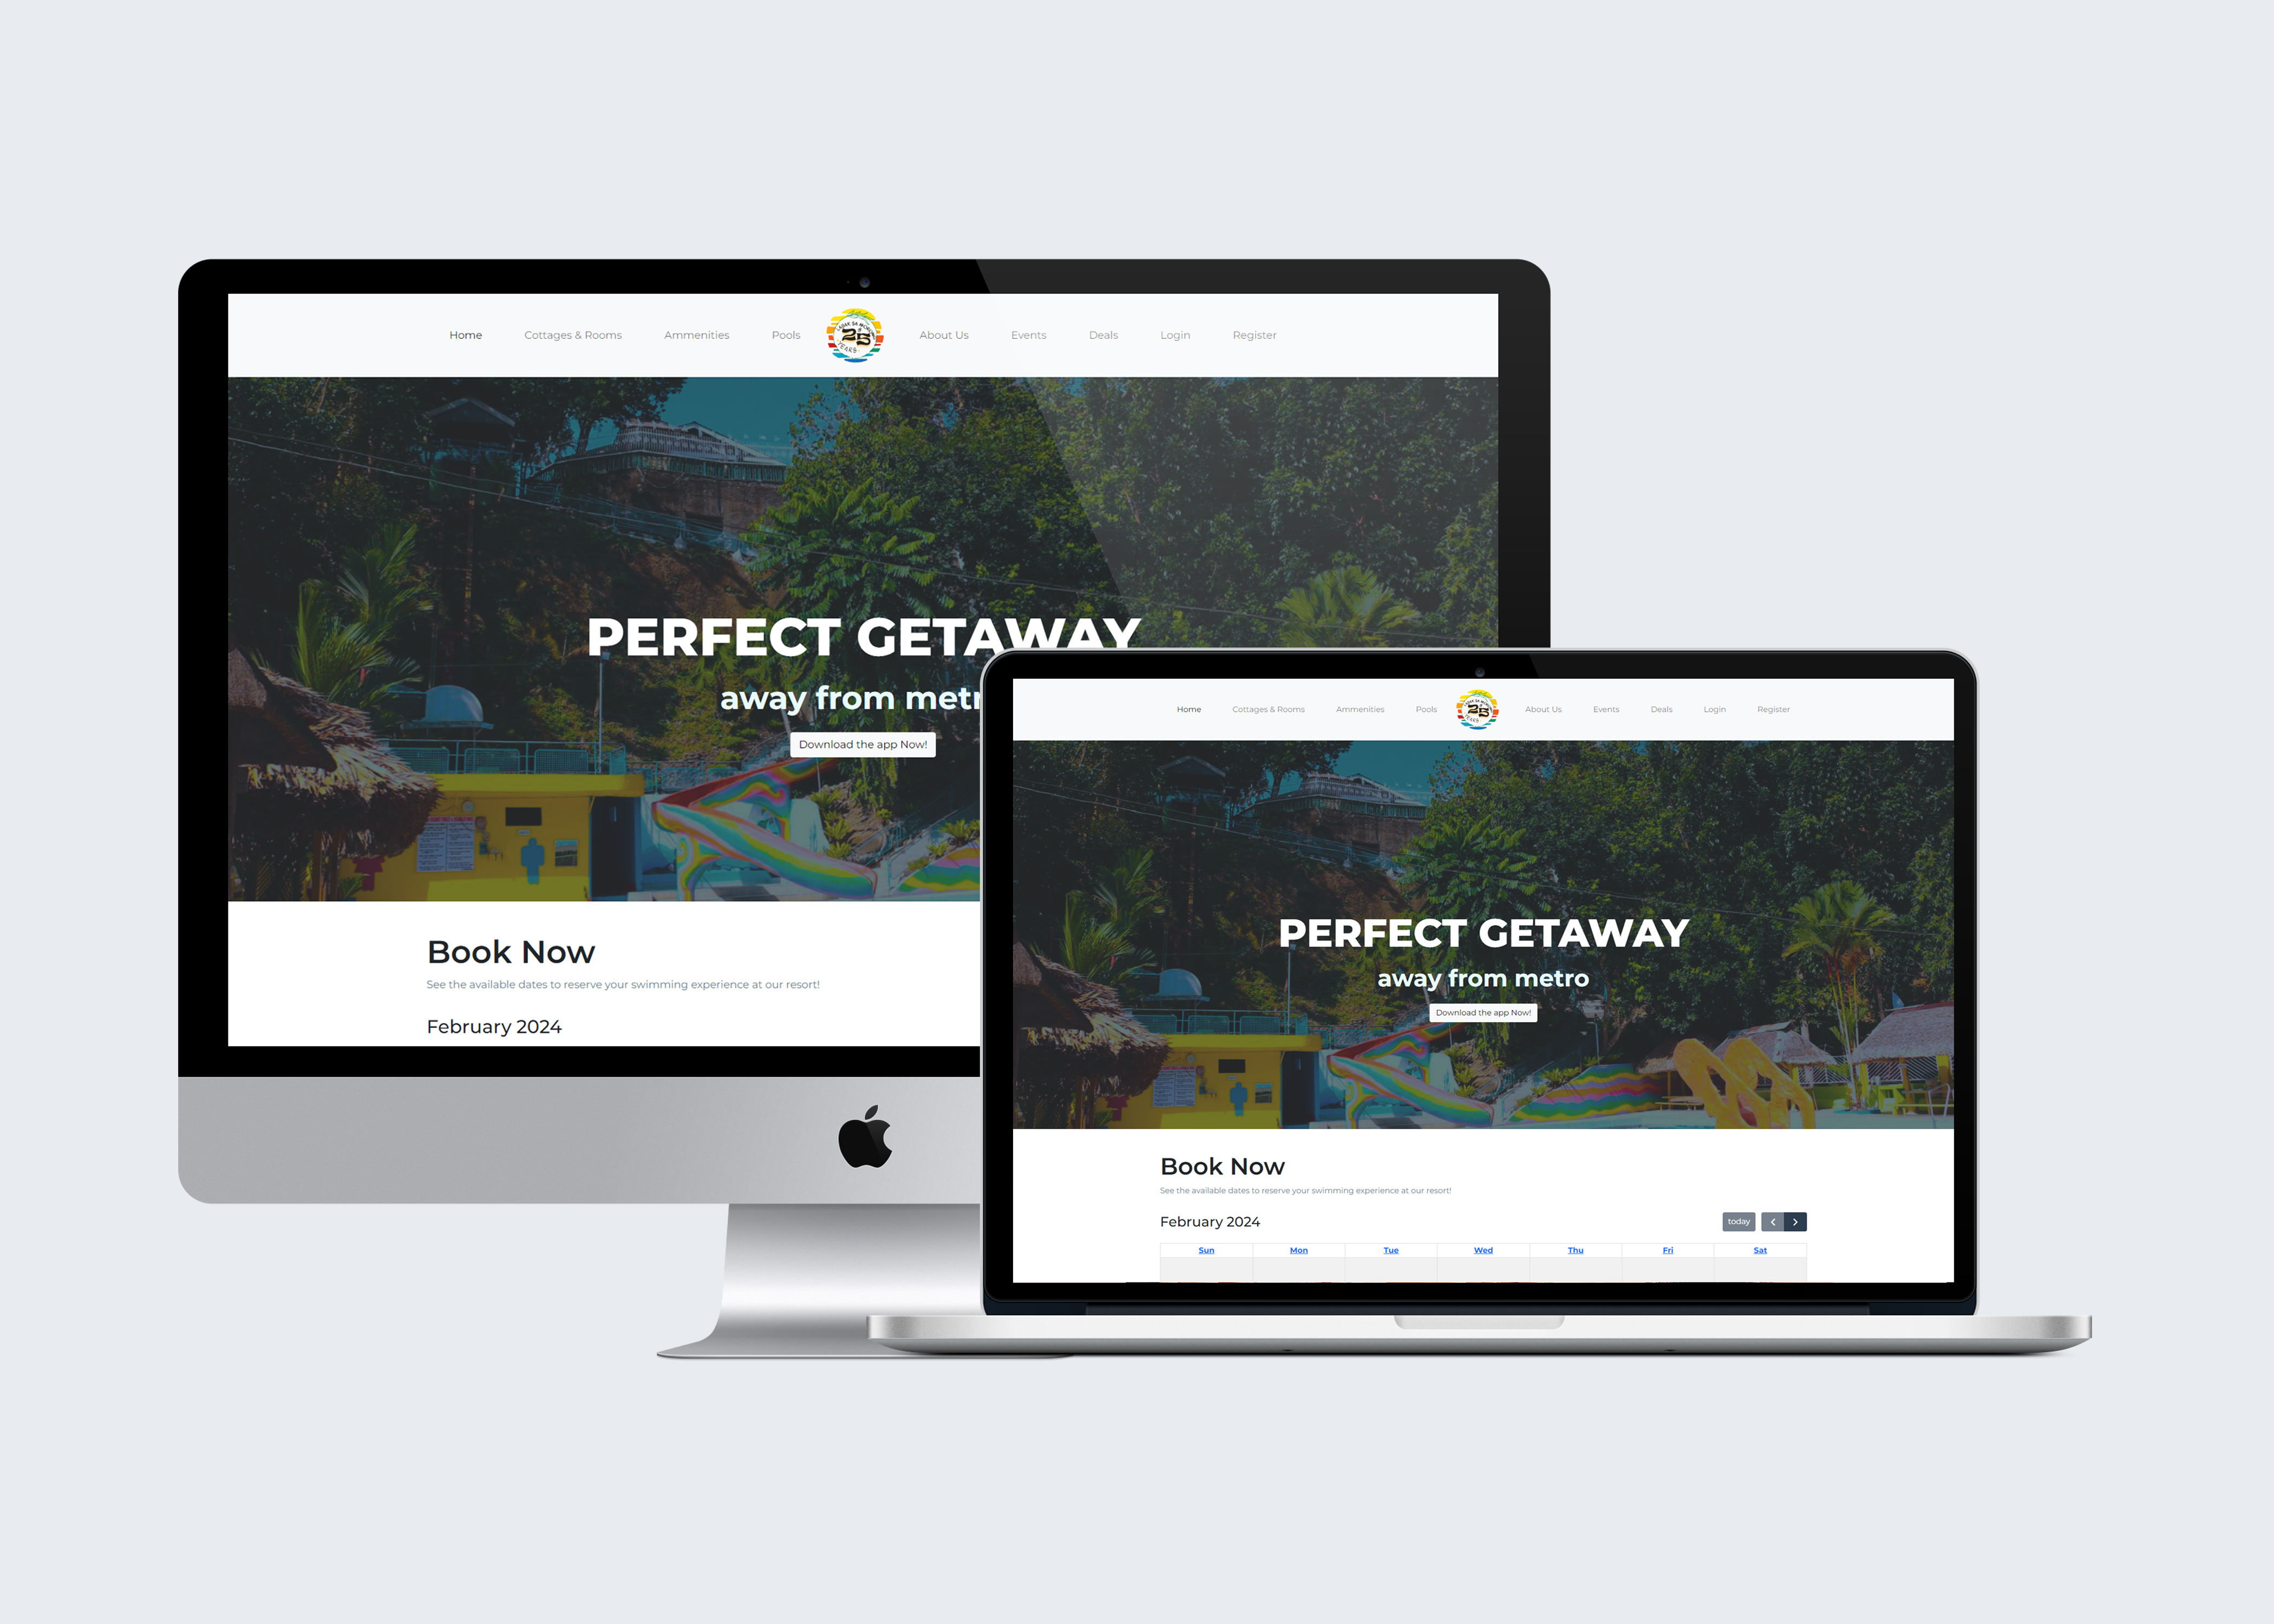 Home Cottages & Rooms Ammenities Pools About Us Events Deals Login Register
25
YEARS
PERFECT GETAWAY
away from metr
Download the app Now!
Book Now
See the available dates to reserve your swimming experience at our resort!
February 2024
Home Cottages & Rooms Ammenities Pools About Us Events Deals Login Register
25
YEARS
PERFECT GETAWAY
away from metro
Download the app Now!
Book Now
See the available dates to reserve your swimming experience at our resort!
February 2024 today
Sun Mon Tue Wed Thu Fri Sat